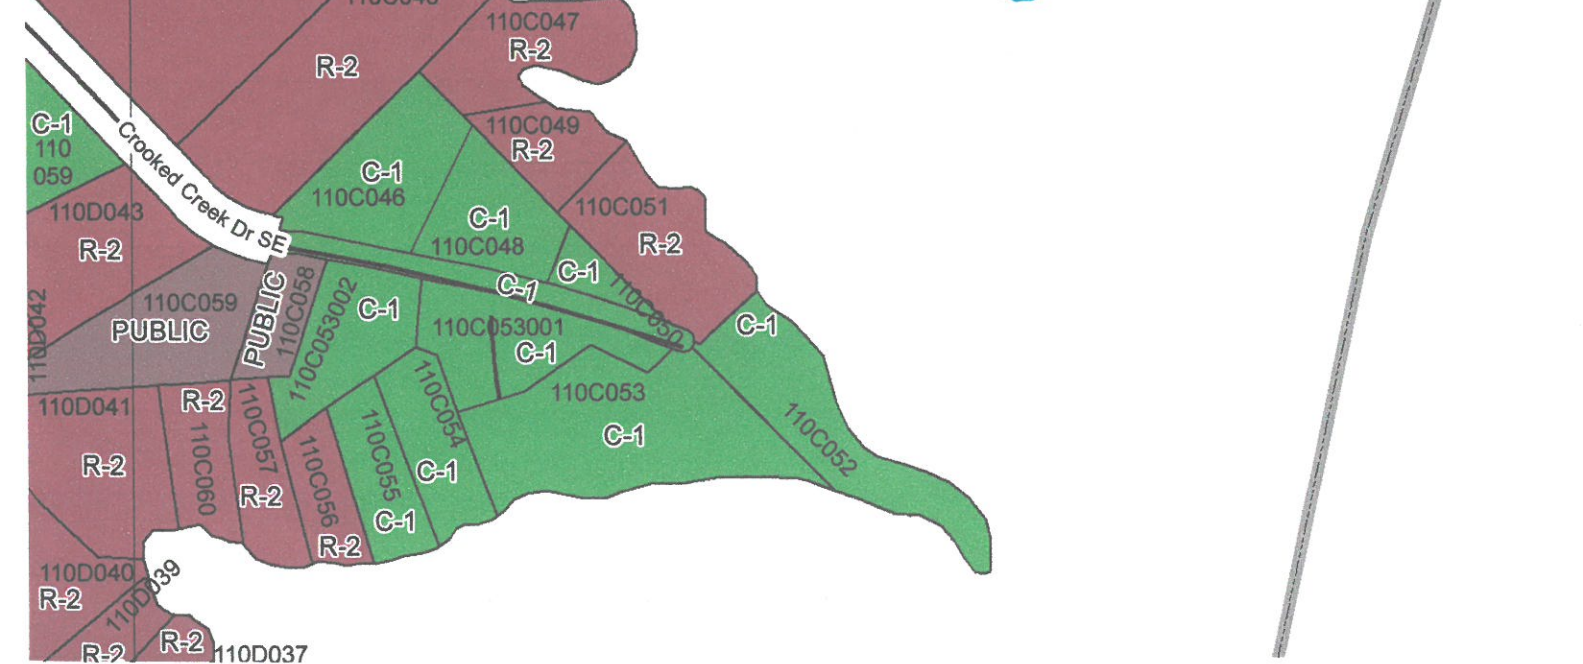 110C047
R-2
R-2
C-1
110
059
Crooked Creek Dr SE
110C049
R-2
C-1
110C046
110D043
R-2
110C051
R-2
C-1
110C048
C-1
C-1
110C050
110C059
PUBLIC
PUBLIC
110C058
110C053002
C-1
110C053001
C-1
C-1
110D042
110D041
R-2
R-2
110C060
110C057
R-2
110C056
R-2
110C055
C-1
110C054
C-1
110C053
C-1
110C052
110D040
R-2
110D039
R-2
R-2
110D037